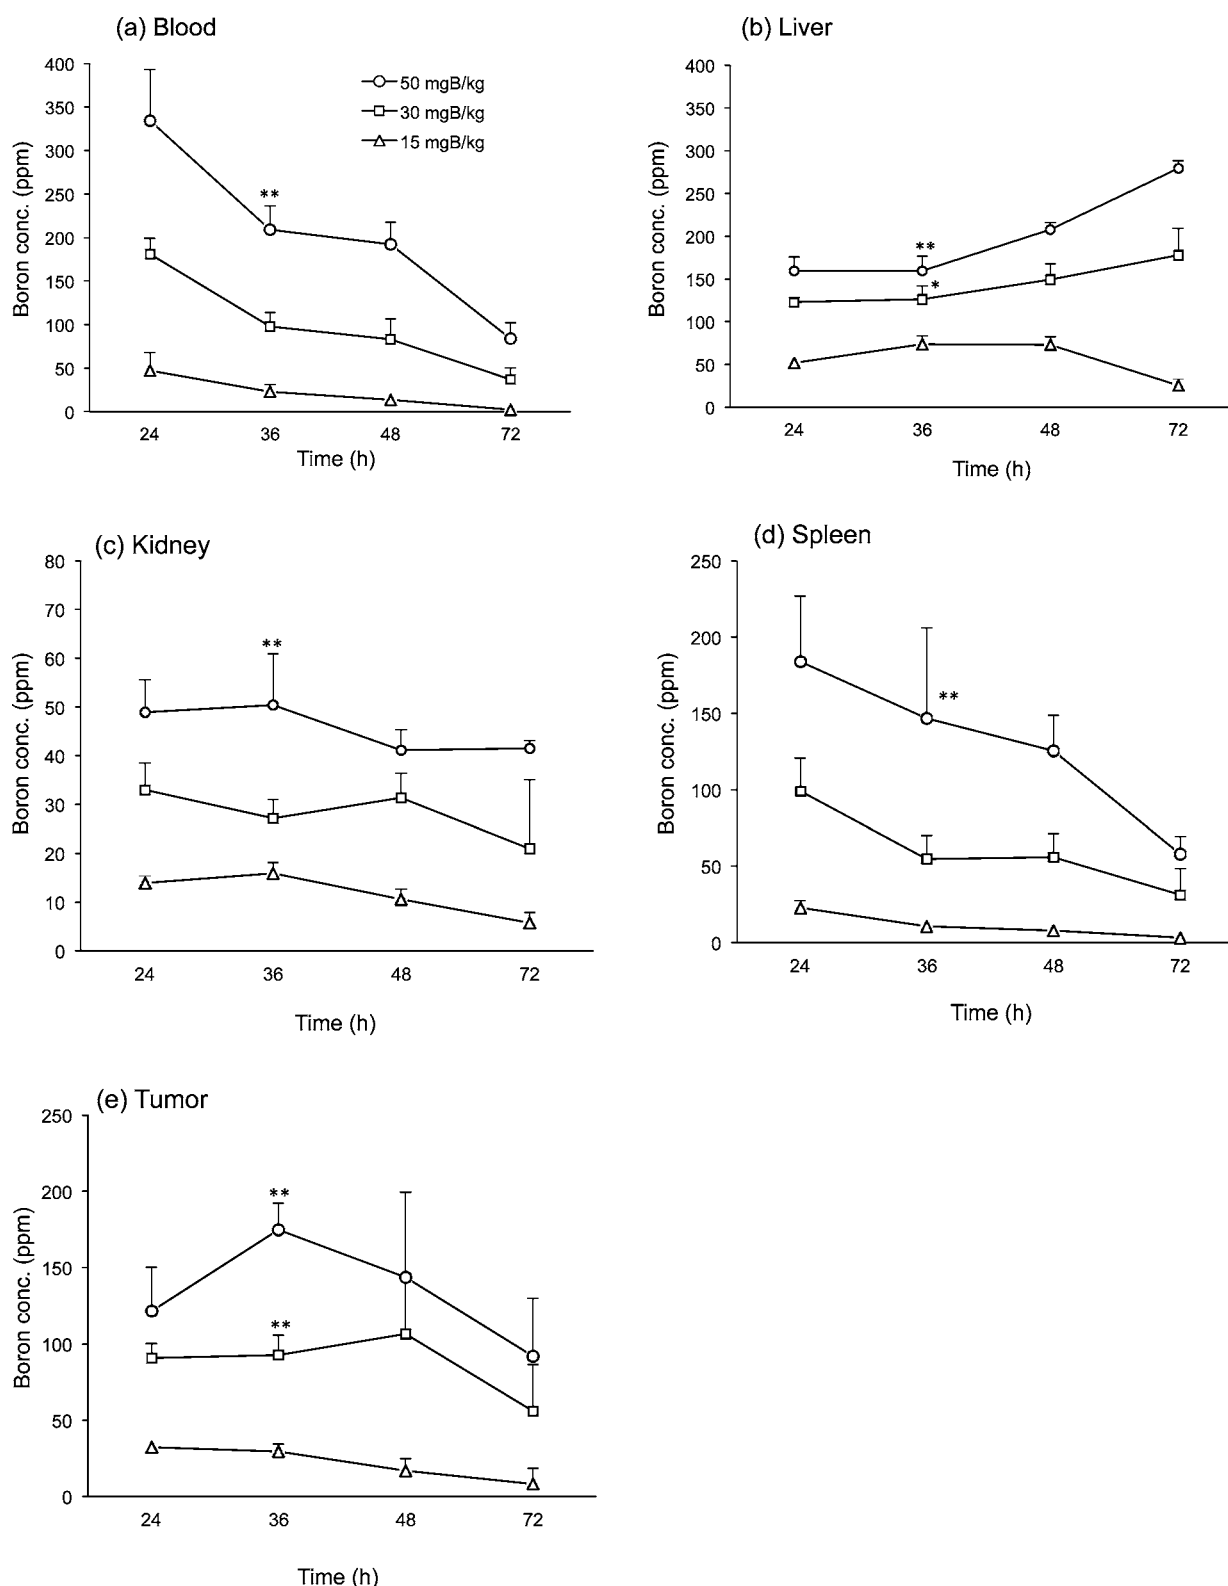 (a) Blood
400
350
300
250
200
150
100
50
0
Boron conc. (ppm)
50 mgB/kg
30 mgB/kg
15 mgB/kg
**
24 36 48 72
Time (h)
(b) Liver
400
350
300
250
200
150
100
50
0
Boron conc. (ppm)
**
*
24 36 48 72
Time (h)
(c) Kidney
80
70
60
50
40
30
20
10
0
Boron conc. (ppm)
**
24 36 48 72
Time (h)
(d) Spleen
250
200
150
100
50
0
Boron conc. (ppm)
**
24 36 48 72
Time (h)
(e) Tumor
250
200
150
100
50
0
Boron conc. (ppm)
**
**
24 36 48 72
Time (h)